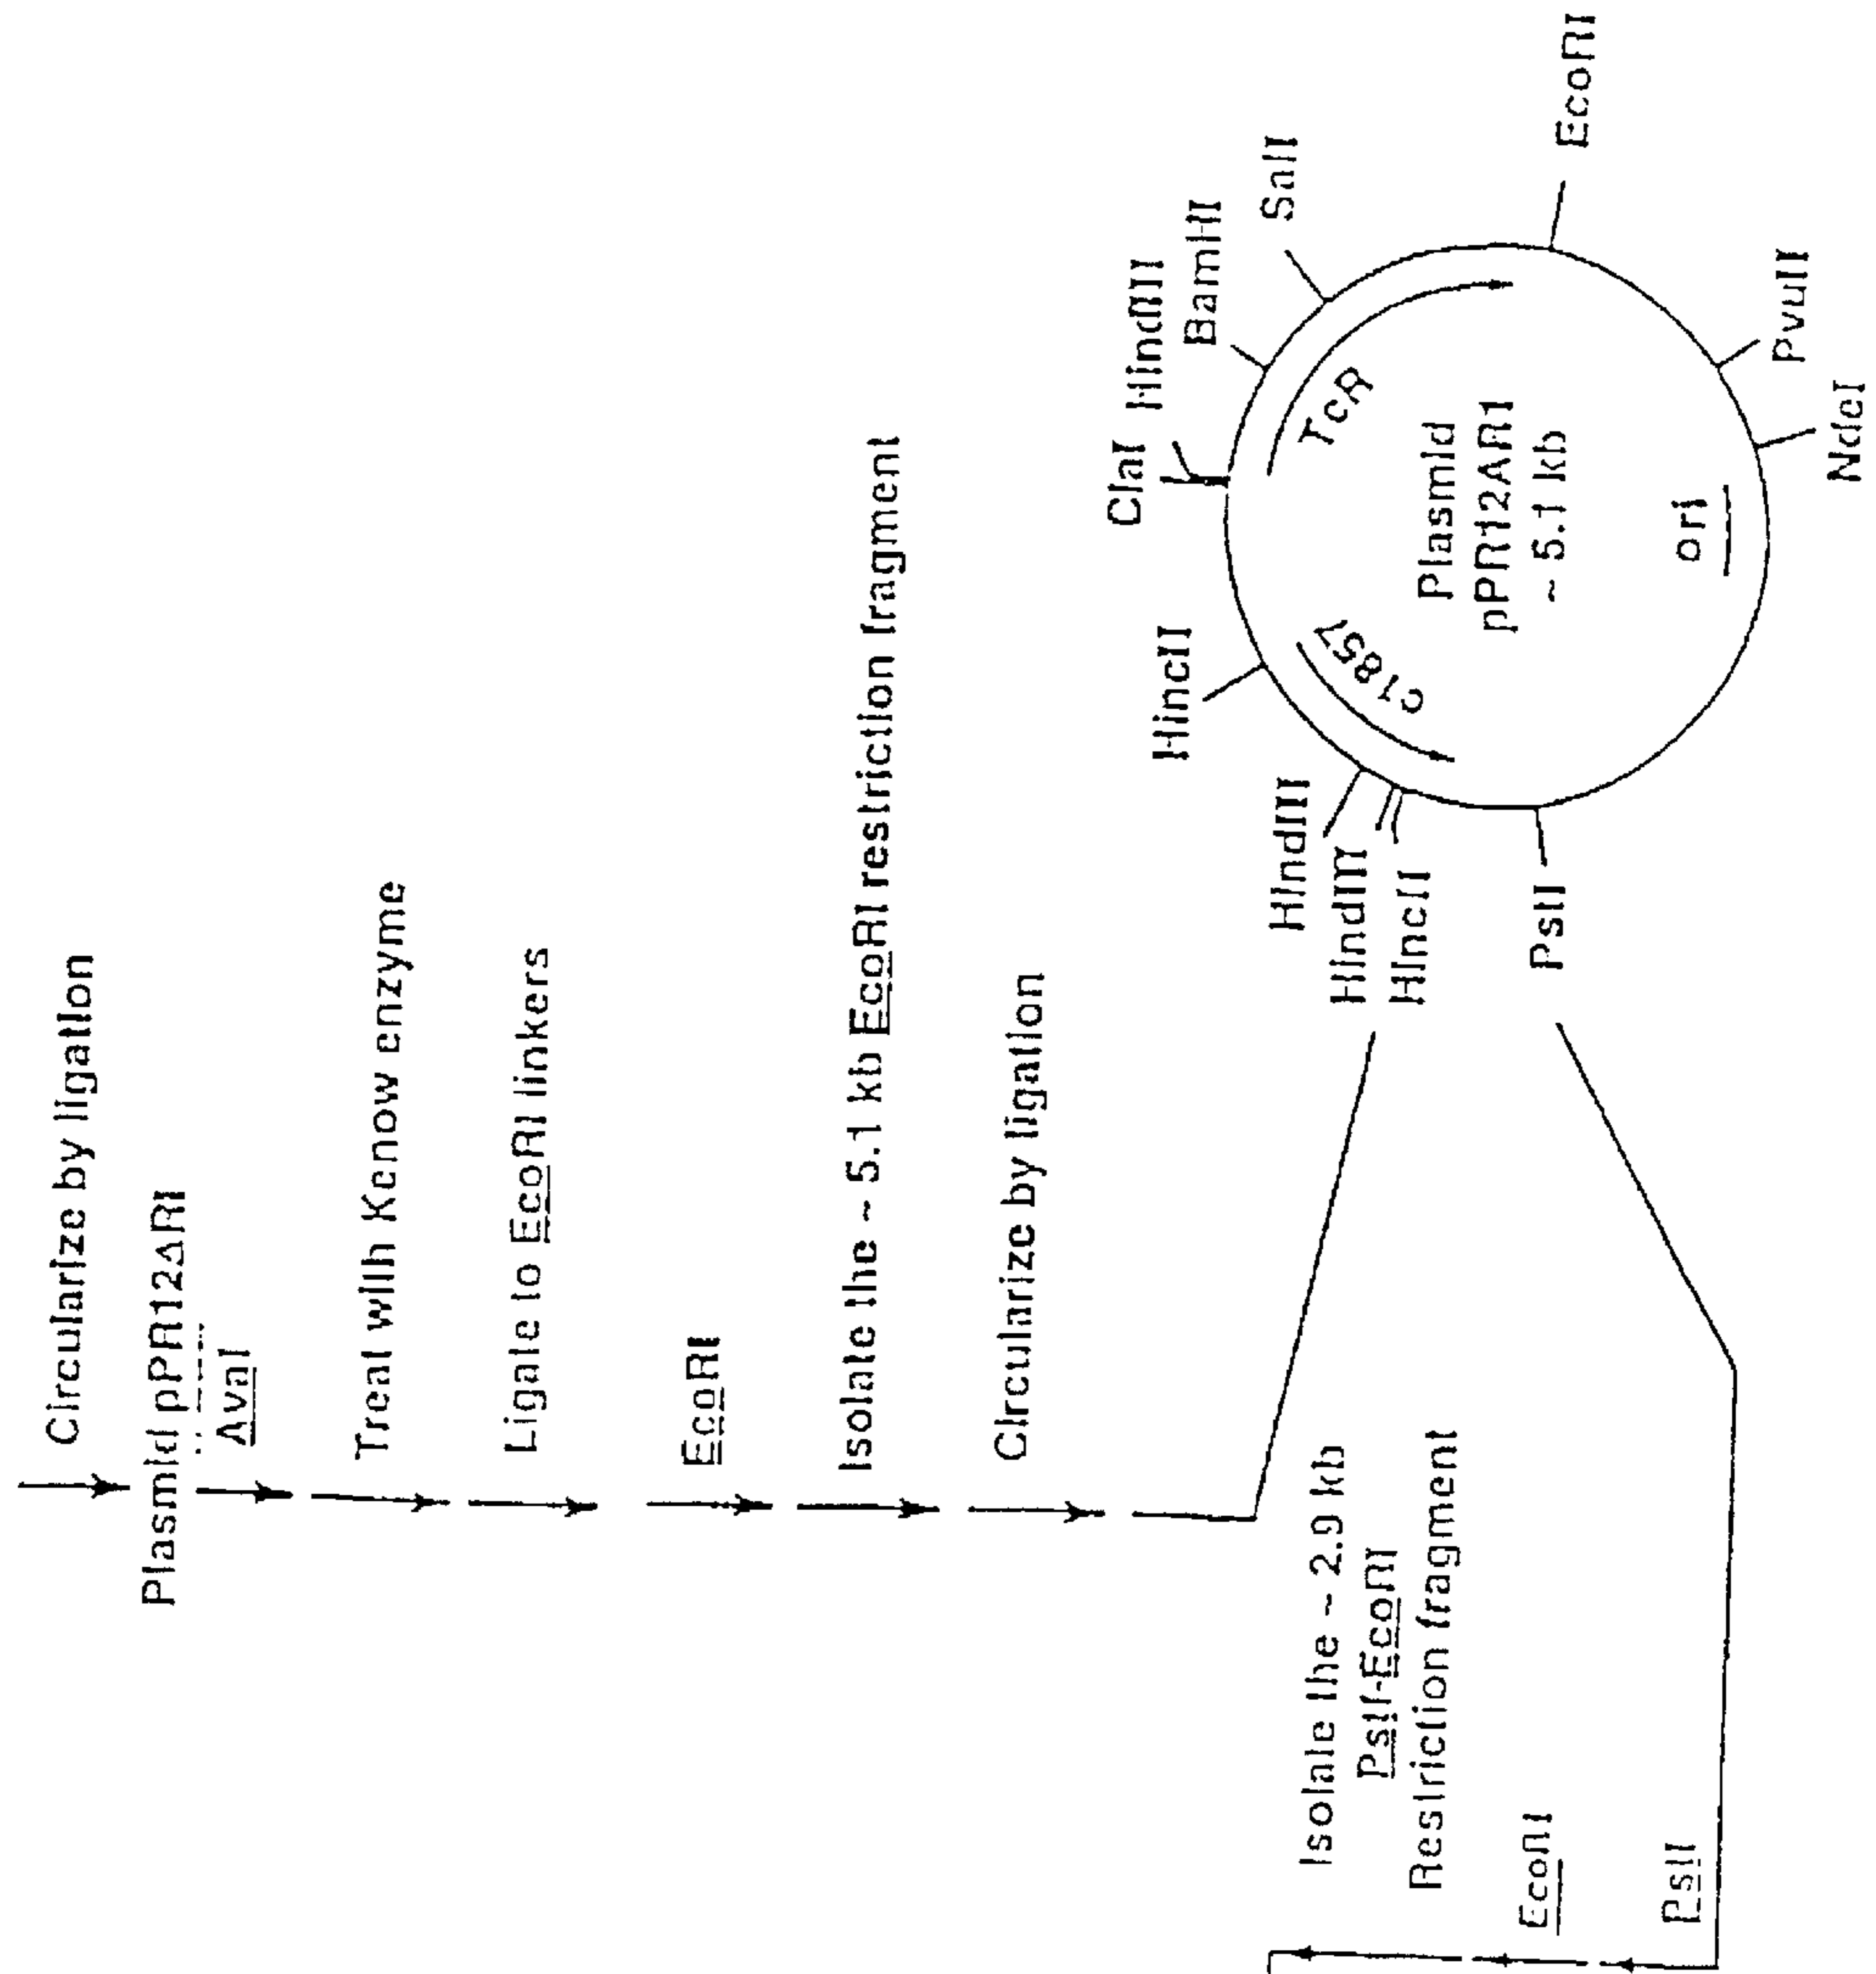 Circularize by ligation
Plasmid pPR12ΔRI
AvaI
Treat with Kenow enzyme
Ligate to EcoRI linkers
EcoRI
Isolate the ~ 5.1 kb EcoRI restriction fragment
Circularize by ligation
ClaI
HindIII
BamHI
SalI
EcoRI
PvuII
NdeI
HincII
HindIII
HindIII
HincII
PstI
TcR
c1857
Plasmid
pPR12AR1
~ 5.1 kb
ori
Isolate the ~ 2.9 kb
PstI-EcoRI
Restriction fragment
EcoRI
PstI